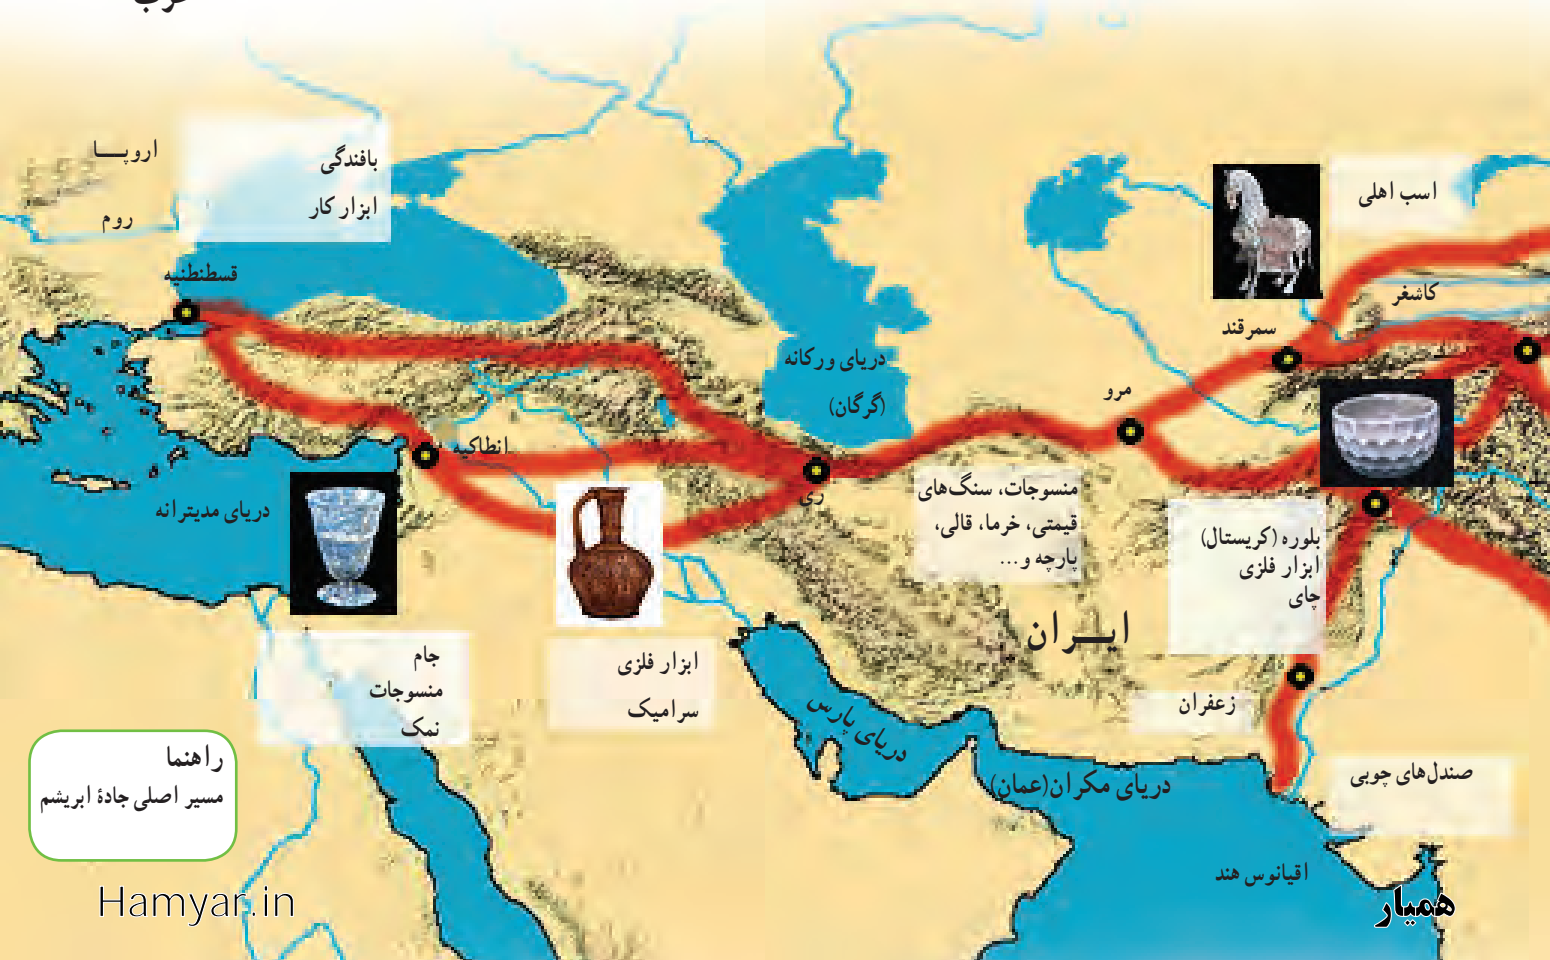 اروپا
روم
بافندگی
ابزار کار
قسطنطنیه
اسب اهلی
کاشغر
سمرقند
مرو
دریای ورکانه
(گرگان)
انطاکیه
ری
دریای مدیترانه
منسوجات، سنگ‌های
قیمتی، خرما، قالی،
پارچه و...
بلوره (کریستال)
ابزار فلزی
چای
ایران
جام
منسوجات
نمک
ابزار فلزی
سرامیک
زعفران
دریای پارس
دریای مکران(عمان)
صندل‌های چوبی
اقیانوس هند
راهنما
مسیر اصلی جادهٔ ابریشم
Hamyar.in
همیار